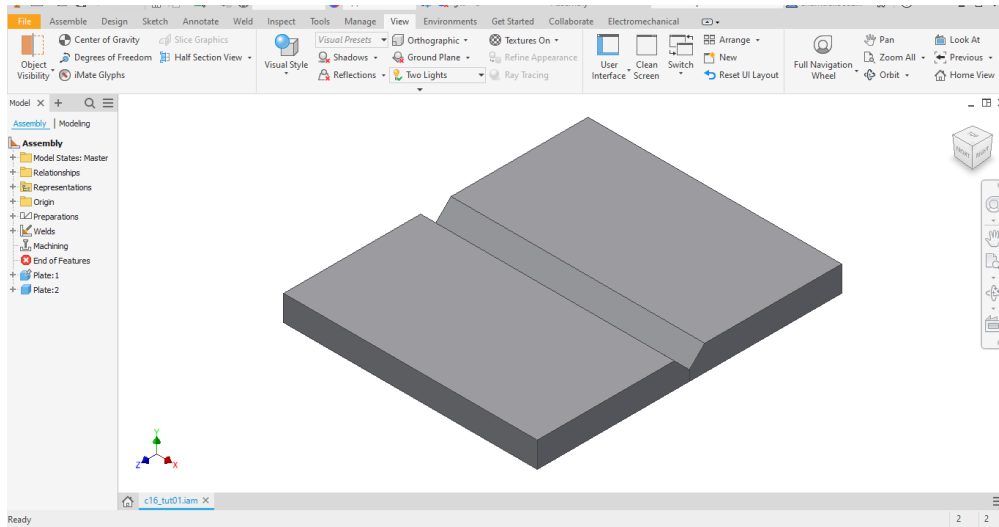 File Assemble Design Sketch Annotate Weld Inspect Tools Manage View Environments Get Started Collaborate Electromechanical
Center of Gravity Slice Graphics Visual Presets Orthographic Textures On Arrange Pan Look At
Object Visibility Degrees of Freedom Half Section View Visual Style Shadows Ground Plane Refine Appearance User Interface Clean Screen Switch New Full Navigation Wheel Zoom All Previous
iMate Glyphs Reflections Two Lights Ray Tracing Reset UI Layout Orbit Home View
Model × +
Assembly | Modeling
Assembly
Model States: Master
Relationships
Representations
Origin
Preparations
Welds
Machining
End of Features
Plate:1
Plate:2
TOP
FRONT RIGHT
Y
Z X
c16_tut01.iam ×
Ready 2 2